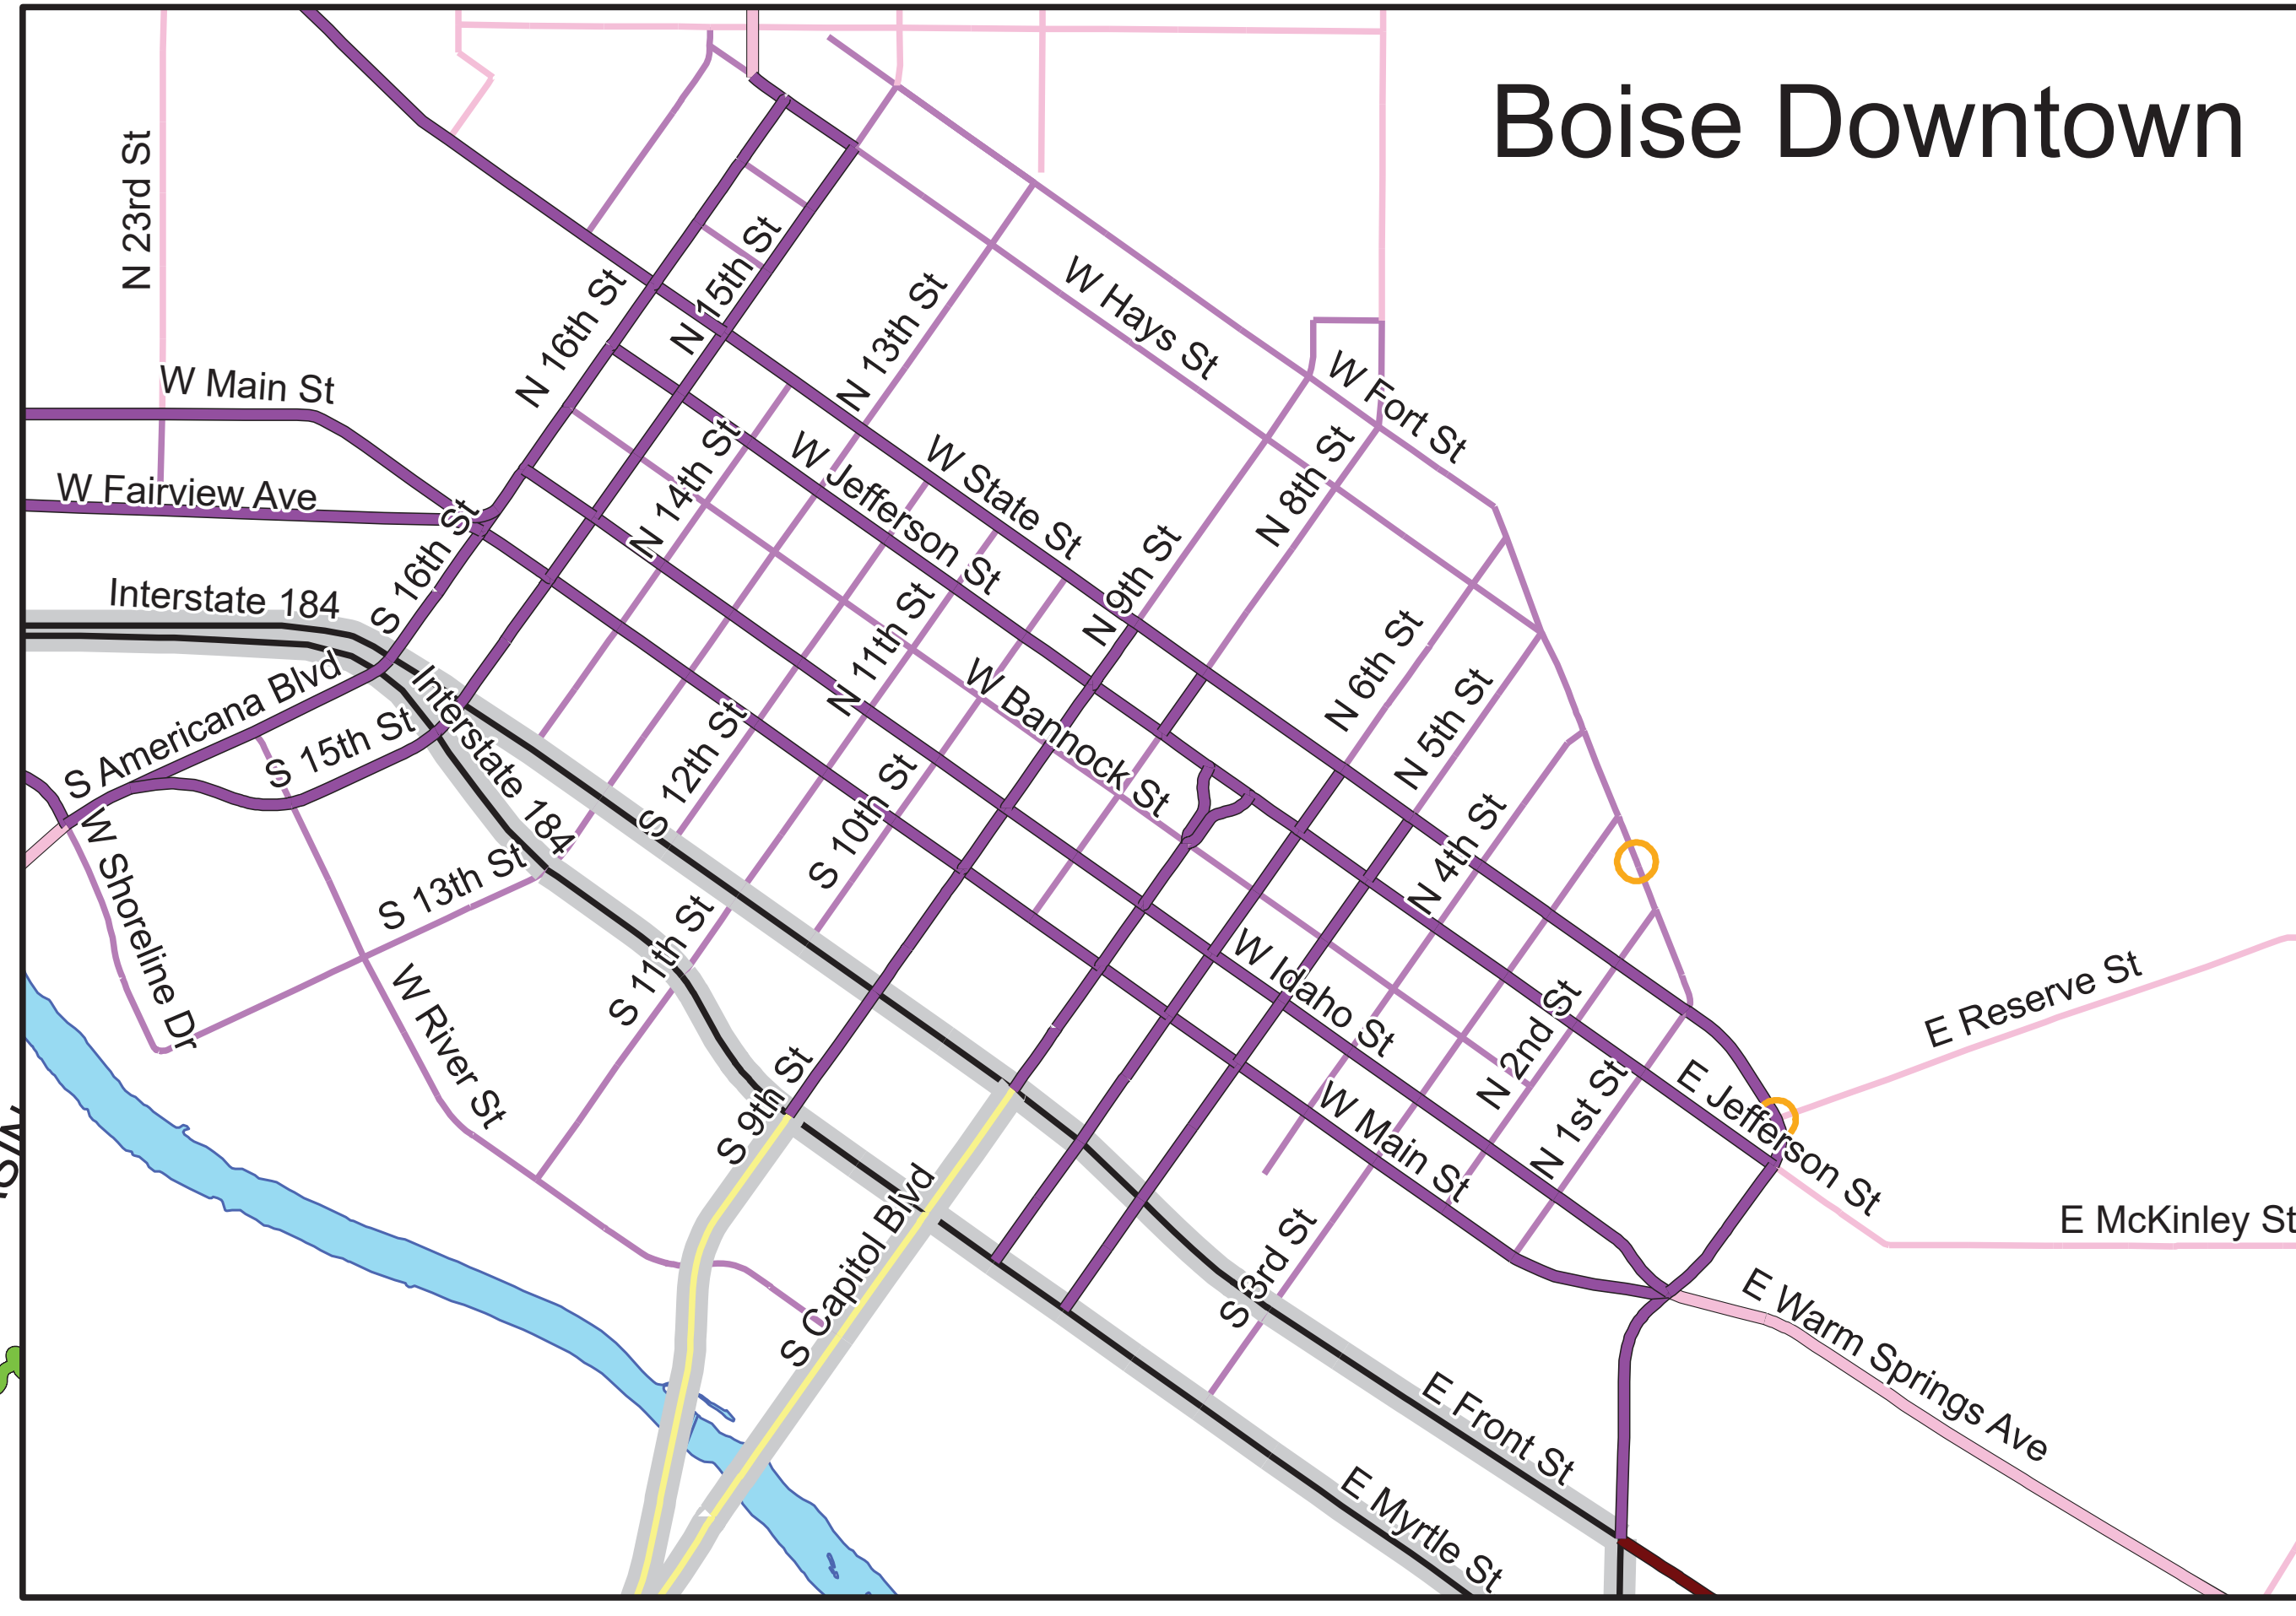 Boise Downtown
N 23rd St
N 16th St
N 15th St
N 13th St
W Hays St
W Fort St
W Main St
W Fairview Ave
N 14th St
W Jefferson St
W State St
N 8th St
N 9th St
S 16th St
Interstate 184
N 11th St
N 6th St
N 5th St
S Americana Blvd
S 15th St
Interstate 184
S 12th St
W Bannock St
S 10th St
N 4th St
W Shoreline Dr
S 13th St
S 11th St
W River St
W Idaho St
N 2nd St
E Reserve St
S 9th St
W Main St
N 1st St
E Jefferson St
E McKinley St
S Capitol Blvd
S 3rd St
E Warm Springs Ave
E Front St
E Myrtle St